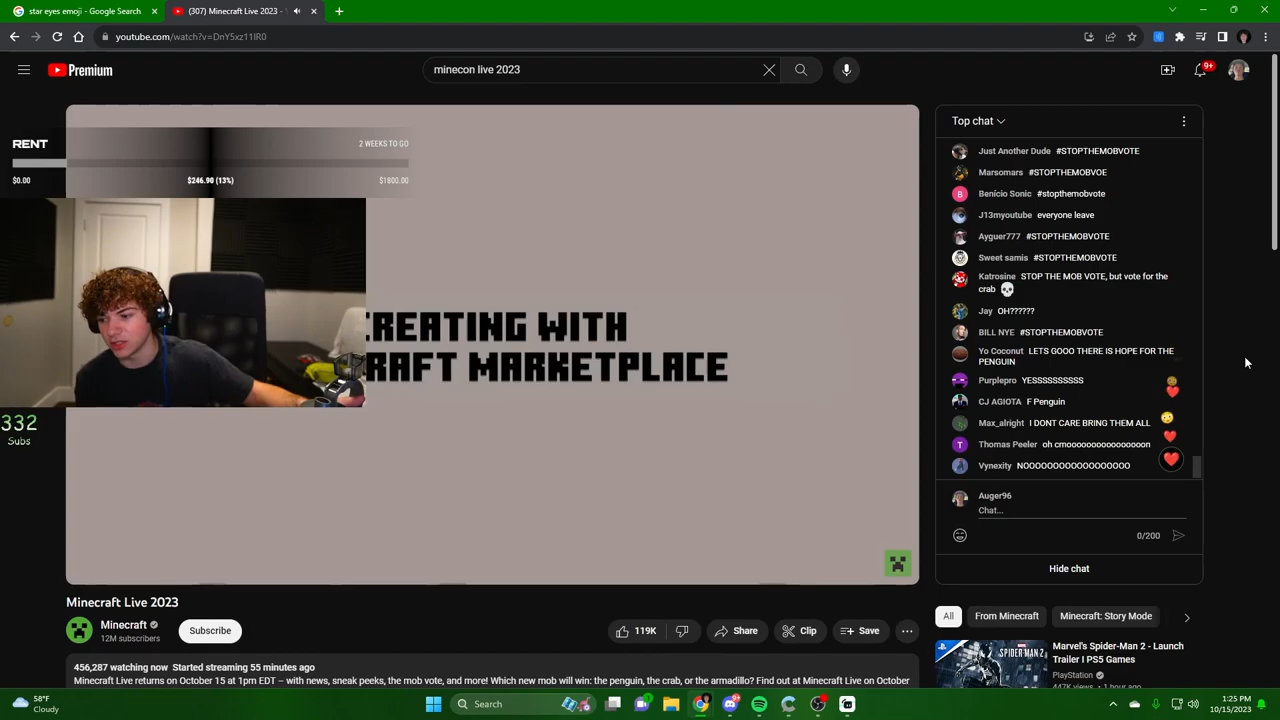 star eyes emoji - Google Search
(307) Minecraft Live 2023 -
youtube.com/watch?v=DnY5xz11IR0
Premium
minecon live 2023
9+
RENT
2 WEEKS TO GO
$0.00
$246.90 (13%)
$1800.00
CREATING WITH
CRAFT MARKETPLACE
332
Subs
Top chat
Just Another Dude #STOPTHEMOBVOTE
Marsomars #STOPTHEMOBVOE
B
Benício Sonic #stopthemobvote
J13myoutube everyone leave
Ayguer777 #STOPTHEMOBVOTE
Sweet samis #STOPTHEMOBVOTE
Katrosine STOP THE MOB VOTE, but vote for the
crab 💀
Jay OH??????
BILL NYE #STOPTHEMOBVOTE
Yo Coconut LETS GOOO THERE IS HOPE FOR THE
PENGUIN
Purplepro YESSSSSSSSSS
CJ AGIOTA F Penguin
Max_alright I DONT CARE BRING THEM ALL
T
Thomas Peeler oh cmooooooooooooooon
Vynexity NOOOOOOOOOOOOOOOOOO
Auger96
Chat...
0/200
Hide chat
Minecraft Live 2023
Minecraft
12M subscribers
Subscribe
119K
Share
Clip
Save
456,287 watching now Started streaming 55 minutes ago
Minecraft Live returns on October 15 at 1pm EDT – with news, sneak peeks, the mob vote, and more! Which new mob will win: the penguin, the crab, or the armadillo? Find out at Minecraft Live on October
All
From Minecraft
Minecraft: Story Mode
Marvel's Spider-Man 2 - Launch
Trailer I PS5 Games
PlayStation
447K views • 1 hour ago
58°F
Cloudy
Search
1:25 PM
10/15/2023